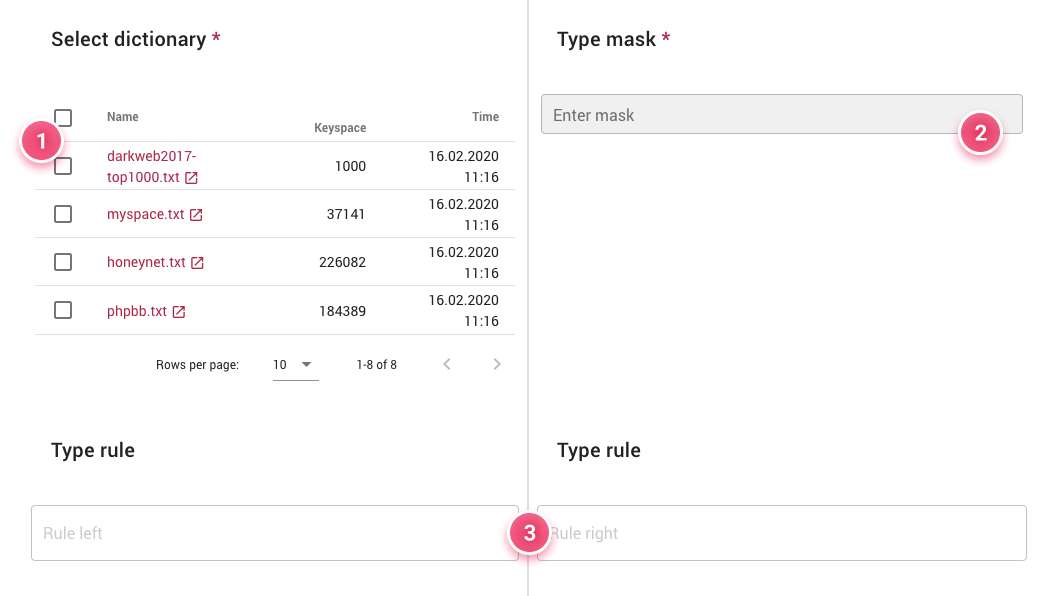 Select dictionary *
Type mask *
Name
Keyspace
Time
Enter mask
1
2
darkweb2017-
top1000.txt
1000
16.02.2020
11:16
myspace.txt
37141
16.02.2020
11:16
honeynet.txt
226082
16.02.2020
11:16
phpbb.txt
184389
16.02.2020
11:16
Rows per page:
10
1-8 of 8
Type rule
Type rule
Rule left
3
Rule right